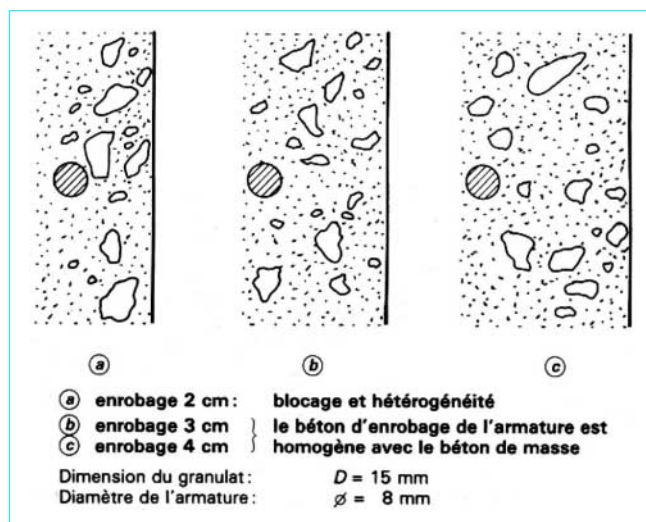 a b c
a enrobage 2 cm : blocage et hétérogénéité
b enrobage 3 cm } le béton d'enrobage de l'armature est
c enrobage 4 cm } homogène avec le béton de masse
Dimension du granulat : D = 15 mm
Diamètre de l'armature : ø = 8 mm